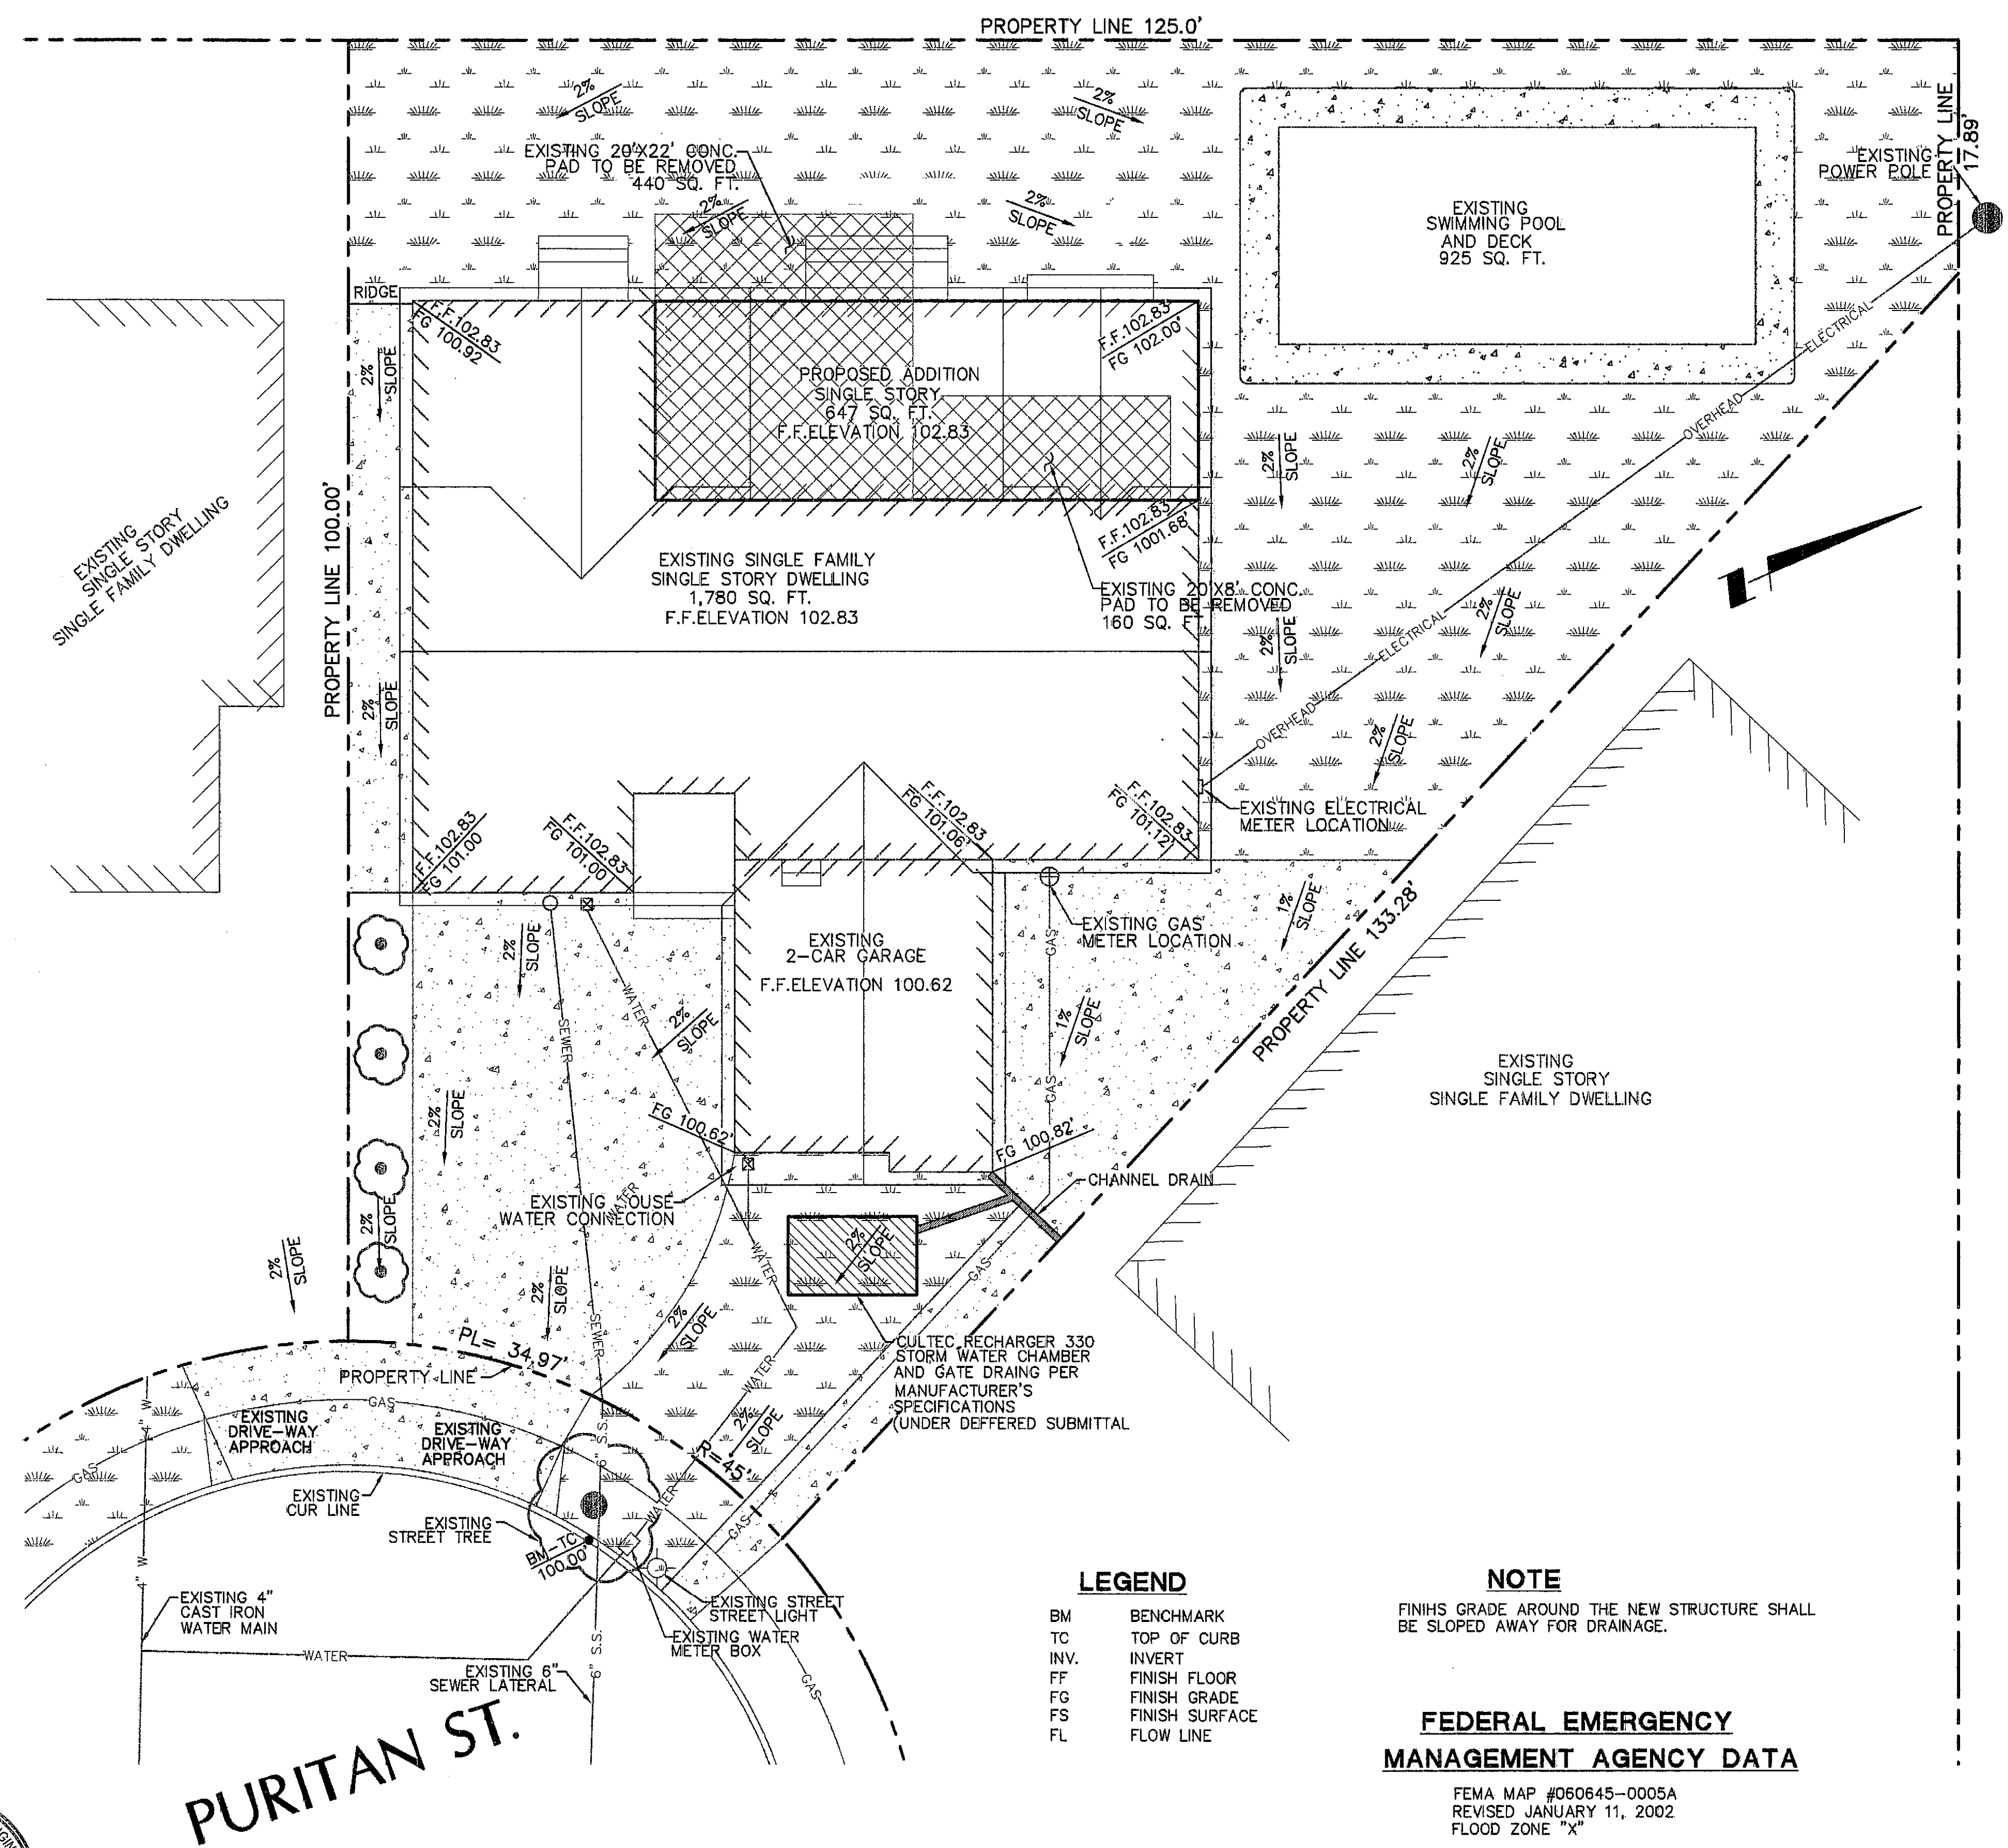 PROPERTY LINE 125.0'
2%
SLOPE
2%
SLOPE
EXISTING 20'X22' CONC.
PAD TO BE REMOVED
440 SQ. FT.
2%
SLOPE
2%
SLOPE
EXISTING
SWIMMING POOL
AND DECK
925 SQ. FT.
PROPERTY LINE
17.89'
EXISTING
POWER POLE
RIDGE
F.F.102.83
FG 100.92
F.F.102.83
FG 102.00'
2%
SLOPE
PROPOSED ADDITION
SINGLE STORY
647 SQ. FT.
F.F.ELEVATION 102.83
ELECTRICAL
OVERHEAD
2%
SLOPE
2%
SLOPE
EXISTING
SINGLE STORY
SINGLE FAMILY DWELLING
PROPERTY LINE 100.00'
F.F.102.83
FG 1001.68'
EXISTING SINGLE FAMILY
SINGLE STORY DWELLING
1,780 SQ. FT.
F.F.ELEVATION 102.83
EXISTING 20'X8' CONC.
PAD TO BE REMOVED
160 SQ. FT
2%
SLOPE
2%
SLOPE
ELECTRICAL
OVERHEAD
2%
SLOPE
2%
SLOPE
F.F.102.83
FG 101.00
F.F.102.83
FG 101.00
F.F.102.83
FG 101.06'
F.F.102.83
FG 101.12'
EXISTING ELECTRICAL
METER LOCATION
2%
SLOPE
EXISTING
2-CAR GARAGE
F.F.ELEVATION 100.62
EXISTING GAS
METER LOCATION
GAS
1%
SLOPE
PROPERTY LINE 133.28'
WATER
SEWER
2%
SLOPE
1%
SLOPE
GAS
EXISTING
SINGLE STORY
SINGLE FAMILY DWELLING
2%
SLOPE
FG 100.62'
FG 100.82'
CHANNEL DRAIN
EXISTING OUSE
WATER CONNECTION
WATER
2%
SLOPE
2%
SLOPE
2%
SLOPE
WATER
GAS
2%
SLOPE
SEWER
2%
SLOPE
PL= 34.97'
PROPERTY LINE
CULTEC RECHARGER 330
STORM WATER CHAMBER
AND GATE DRAING PER
MANUFACTURER'S
SPECIFICATIONS
(UNDER DEFFERED SUBMITTAL
WATER
2%
SLOPE
R=45'
GAS
4" W
6" S.S.
EXISTING
DRIVE-WAY
APPROACH
EXISTING
DRIVE-WAY
APPROACH
GAS
EXISTING
CUR LINE
EXISTING
STREET TREE
WATER
GAS
BM-TC
100.00'
4" W
EXISTING 4"
CAST IRON
WATER MAIN
WATER
EXISTING STREET
STREET LIGHT
EXISTING WATER
METER BOX
EXISTING 6"
SEWER LATERAL
6" S.S.
GAS
PURITAN ST.
LEGEND
BM BENCHMARK
TC TOP OF CURB
INV. INVERT
FF FINISH FLOOR
FG FINISH GRADE
FS FINISH SURFACE
FL FLOW LINE
NOTE
FINIHS GRADE AROUND THE NEW STRUCTURE SHALL
BE SLOPED AWAY FOR DRAINAGE.
FEDERAL EMERGENCY
MANAGEMENT AGENCY DATA
FEMA MAP #060645-0005A
REVISED JANUARY 11, 2002
FLOOD ZONE "X"